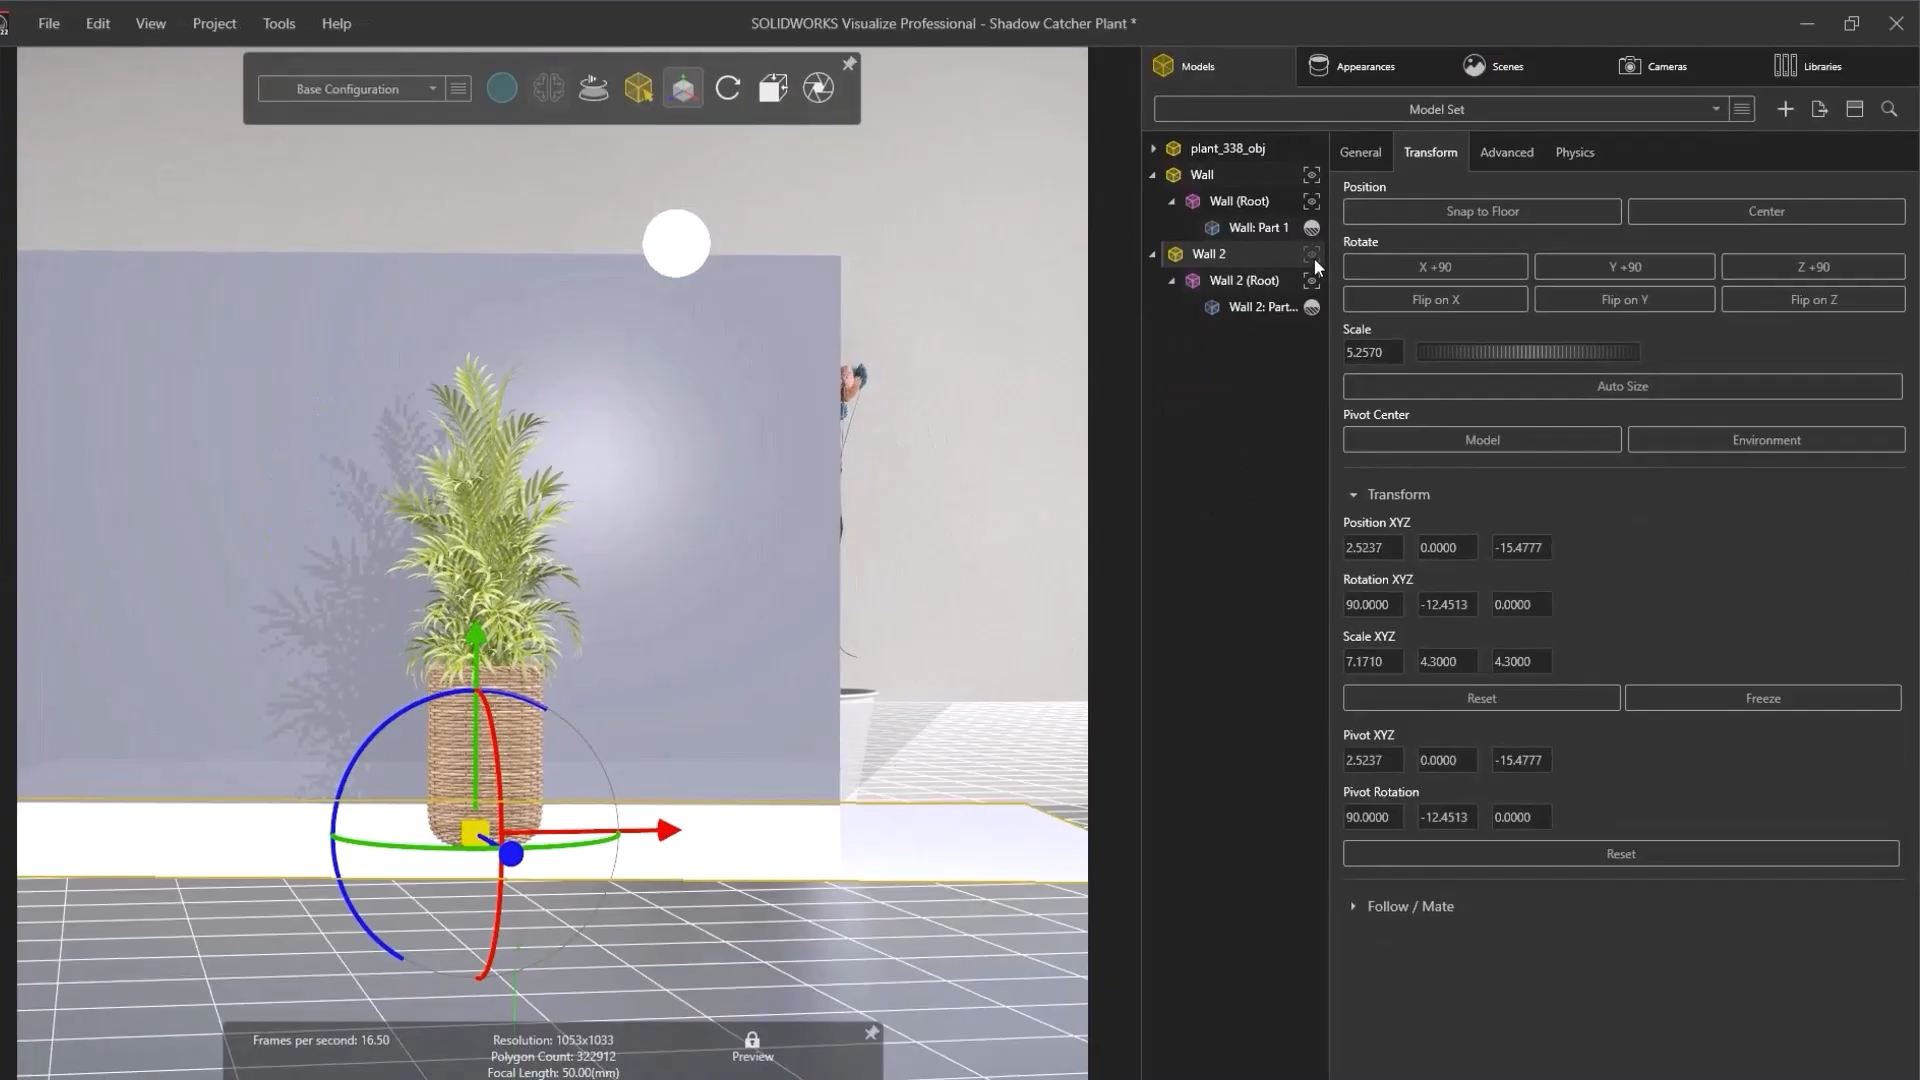 File Edit View Project Tools Help
SOLIDWORKS Visualize Professional - Shadow Catcher Plant *
Base Configuration
Models Appearances Scenes Cameras Libraries
Model Set
plant_338_obj
Wall
Wall (Root)
Wall: Part 1
Wall 2
Wall 2 (Root)
Wall 2: Part...
General Transform Advanced Physics
Position
Snap to Floor Center
Rotate
X +90 Y +90 Z +90
Flip on X Flip on Y Flip on Z
Scale
5.2570
Auto Size
Pivot Center
Model Environment
Transform
Position XYZ
2.5237 0.0000 -15.4777
Rotation XYZ
90.0000 -12.4513 0.0000
Scale XYZ
7.1710 4.3000 4.3000
Reset Freeze
Pivot XYZ
2.5237 0.0000 -15.4777
Pivot Rotation
90.0000 -12.4513 0.0000
Reset
Follow / Mate
Frames per second: 16.50
Resolution: 1053x1033
Polygon Count: 322912
Focal Length: 50.00(mm)
Preview